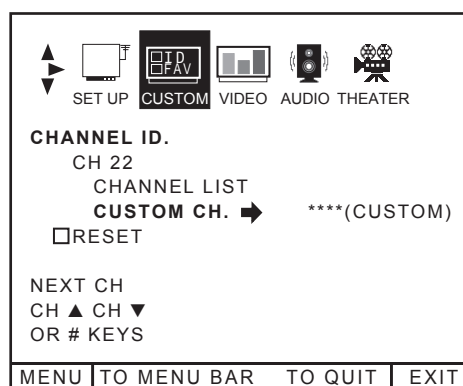 ID
FAV
SET UP CUSTOM VIDEO AUDIO THEATER
CHANNEL ID.
CH 22
CHANNEL LIST
CUSTOM CH. ➡ ****(CUSTOM)
☐RESET
NEXT CH
CH ▲ CH ▼
OR # KEYS
MENU TO MENU BAR TO QUIT EXIT